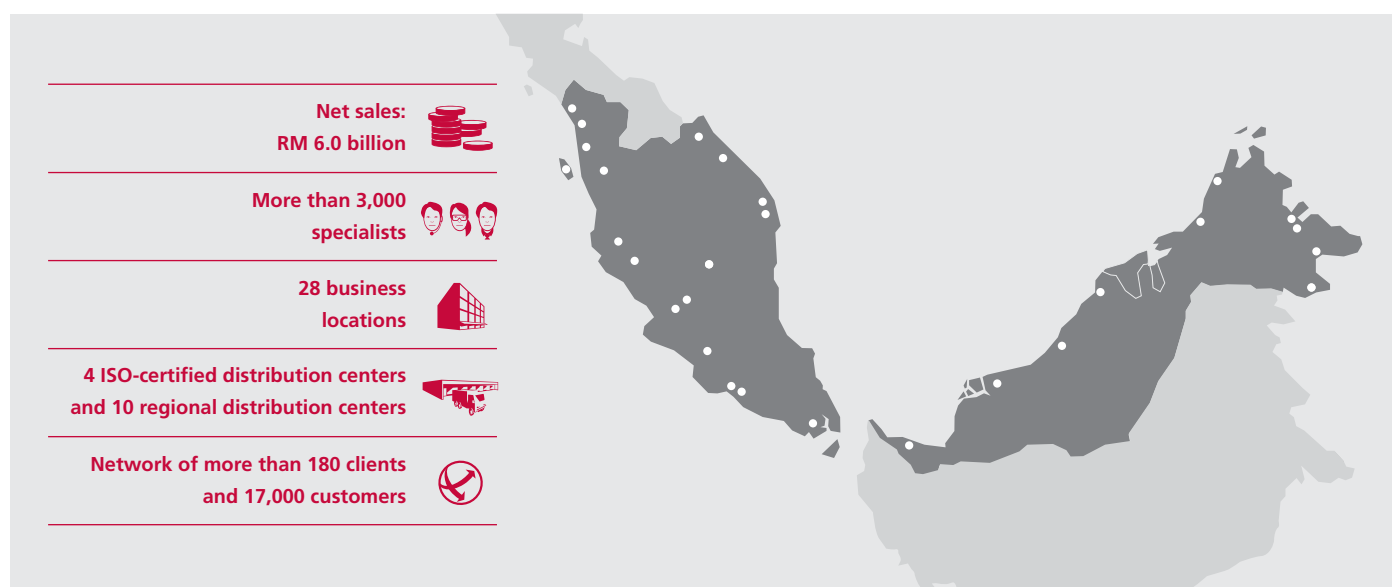 Net sales:
RM 6.0 billion
More than 3,000
specialists
28 business
locations
4 ISO-certified distribution centers
and 10 regional distribution centers
Network of more than 180 clients
and 17,000 customers